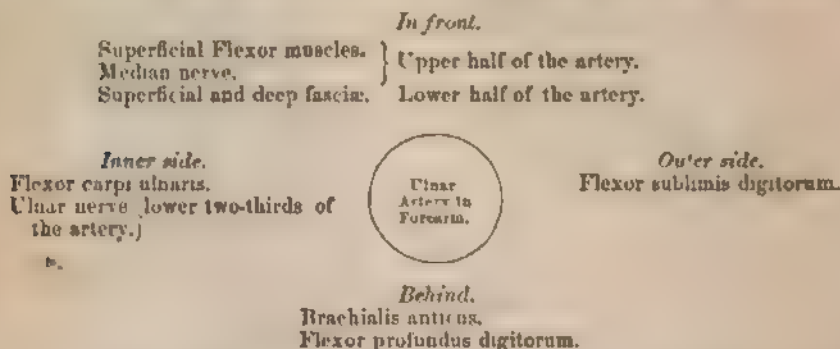 In front.
Superficial Flexor muscles.
Median nerve.
Upper half of the artery.
Superficial and deep fasciæ. Lower half of the artery.
Inner side.
Flexor carpi ulnaris.
Ulnar nerve (lower two-thirds of
the artery.)
Ulnar
Artery in
Forearm.
Outer side.
Flexor sublimis digitorum.
Behind.
Brachialis anticus.
Flexor profundus digitorum.